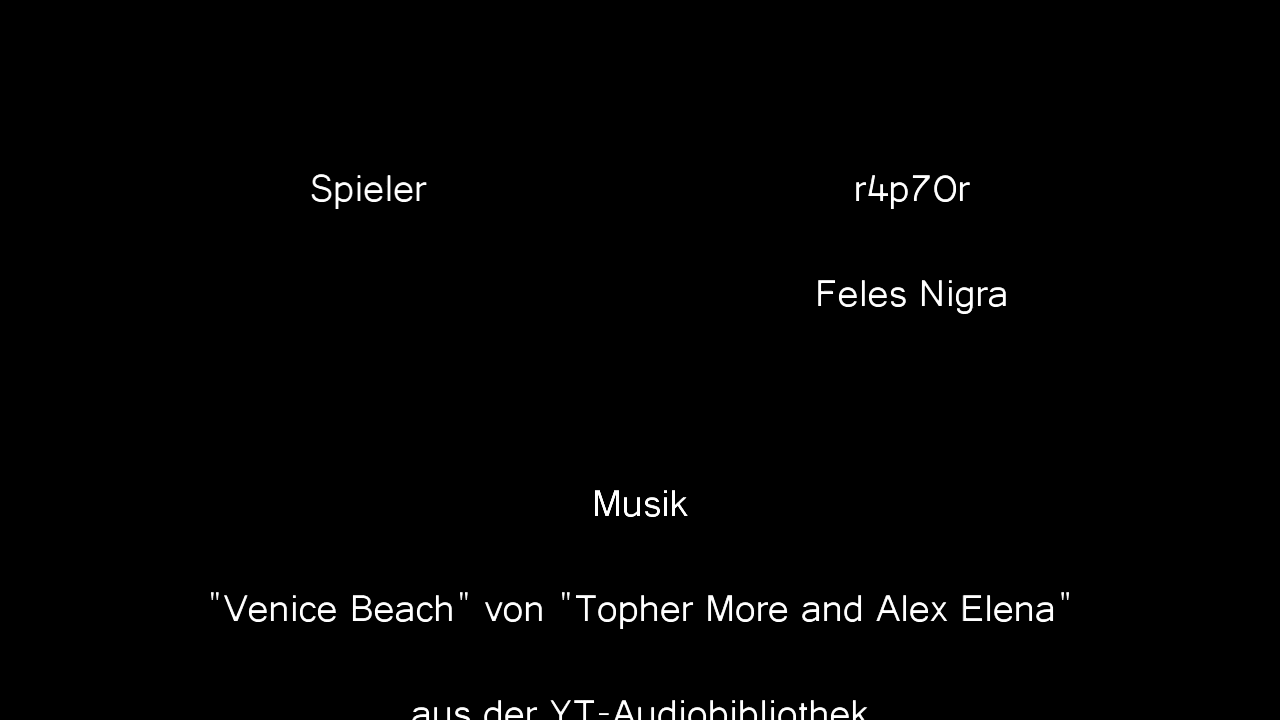 Spieler r4p70r
Feles Nigra
Musik
"Venice Beach" von "Topher More and Alex Elena"
aus der YT-Audiobibliothek